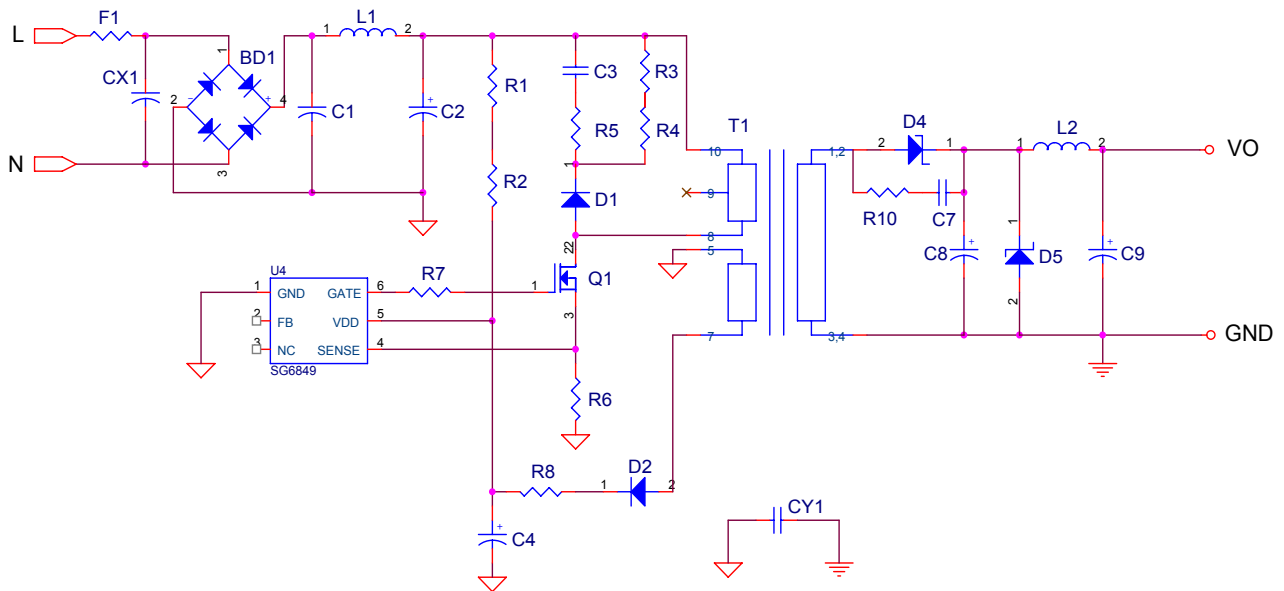 L
F1
L1
1
2
BD1
1
CX1
2
-
+
4
3
N
C1
+
C2
R1
R2
C3
R3
R5
R4
1
D1
22
T1
10
9
8
5
7
1,2
3,4
2
D4
1
R10
C7
1
L2
2
VO
+
C8
1
D5
2
+
C9
GND
U4
1
GND
GATE
6
2
FB
VDD
5
3
NC
SENSE
4
SG6849
R7
1
Q1
3
R6
R8
1
D2
2
+
C4
CY1